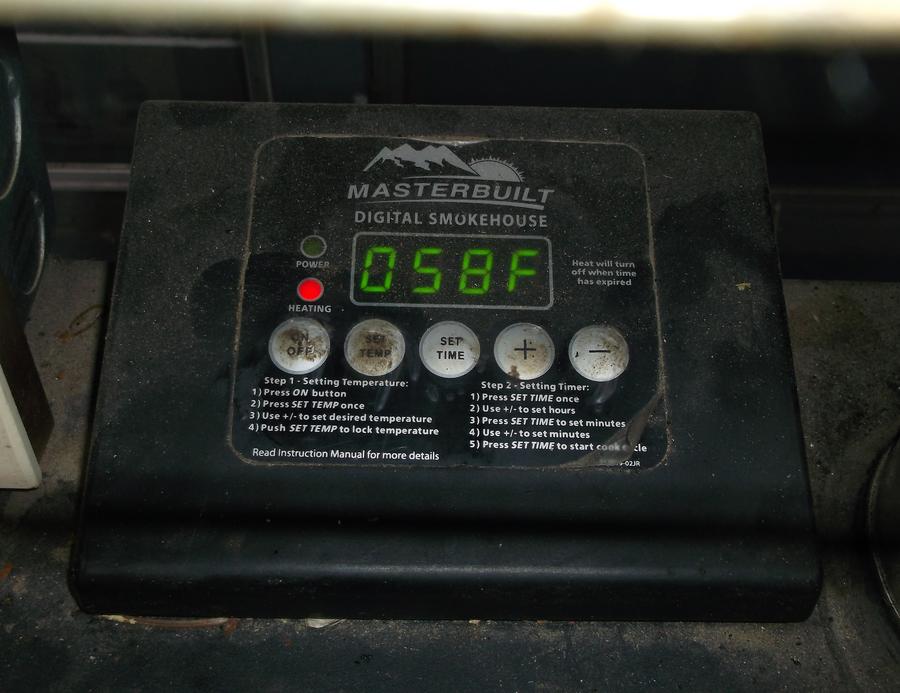 MASTERBUILT
DIGITAL SMOKEHOUSE
058F
POWER
HEATING
Heat will turn
off when time
has expired
ON
OFF
SET
TEMP
SET
TIME
+
−
Step 1 - Setting Temperature:
1) Press ON button
2) Press SET TEMP once
3) Use +/- to set desired temperature
4) Push SET TEMP to lock temperature
Read Instruction Manual for more details
Step 2 - Setting Timer:
1) Press SET TIME once
2) Use +/- to set hours
3) Press SET TIME to set minutes
4) Use +/- to set minutes
5) Press SET TIME to start cook